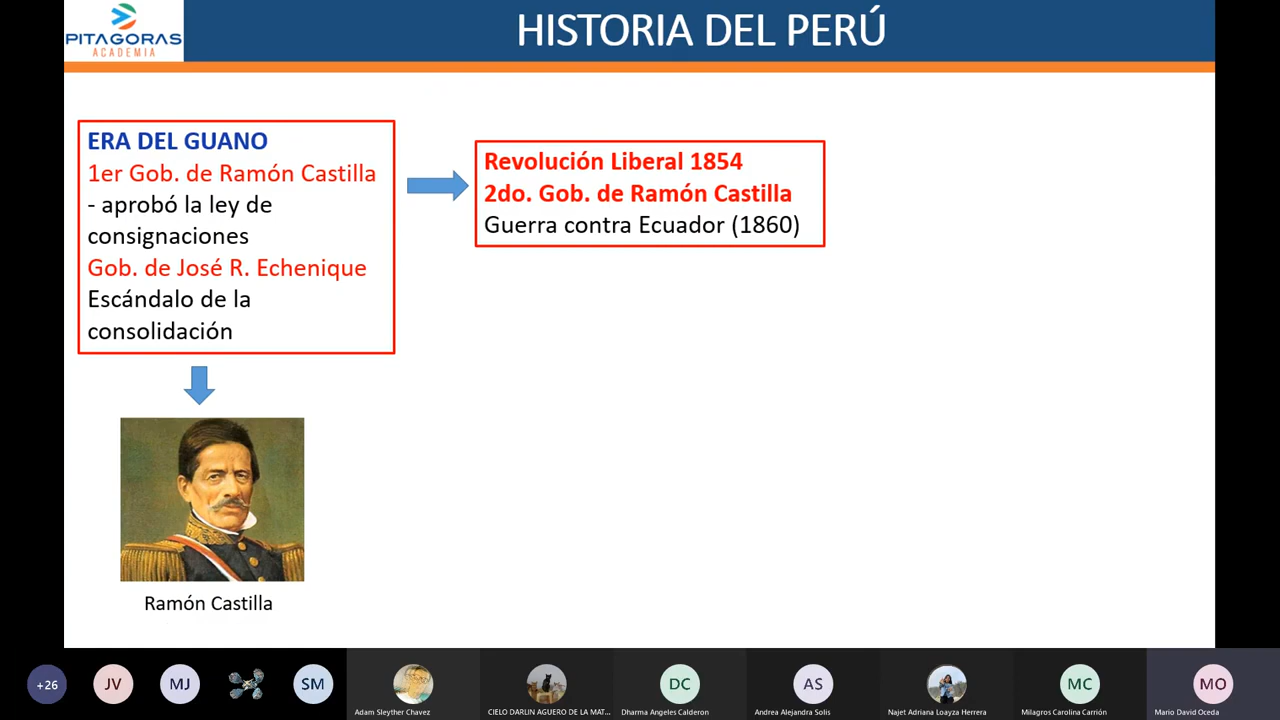 PITAGORAS
ACADEMIA
HISTORIA DEL PERÚ
ERA DEL GUANO
1er Gob. de Ramón Castilla
- aprobó la ley de
consignaciones
Gob. de José R. Echenique
Escándalo de la
consolidación
Revolución Liberal 1854
2do. Gob. de Ramón Castilla
Guerra contra Ecuador (1860)
Ramón Castilla
+26
JV
MJ
SM
DC
AS
MC
MO
Adam Sleyther Chavez
CIELO DARLIN AGUERO DE LA MAT...
Dharma Angeles Calderon
Andrea Alejandra Solis
Najet Adriana Loayza Herrera
Milagros Carolina Carrión
Mario David Oceda